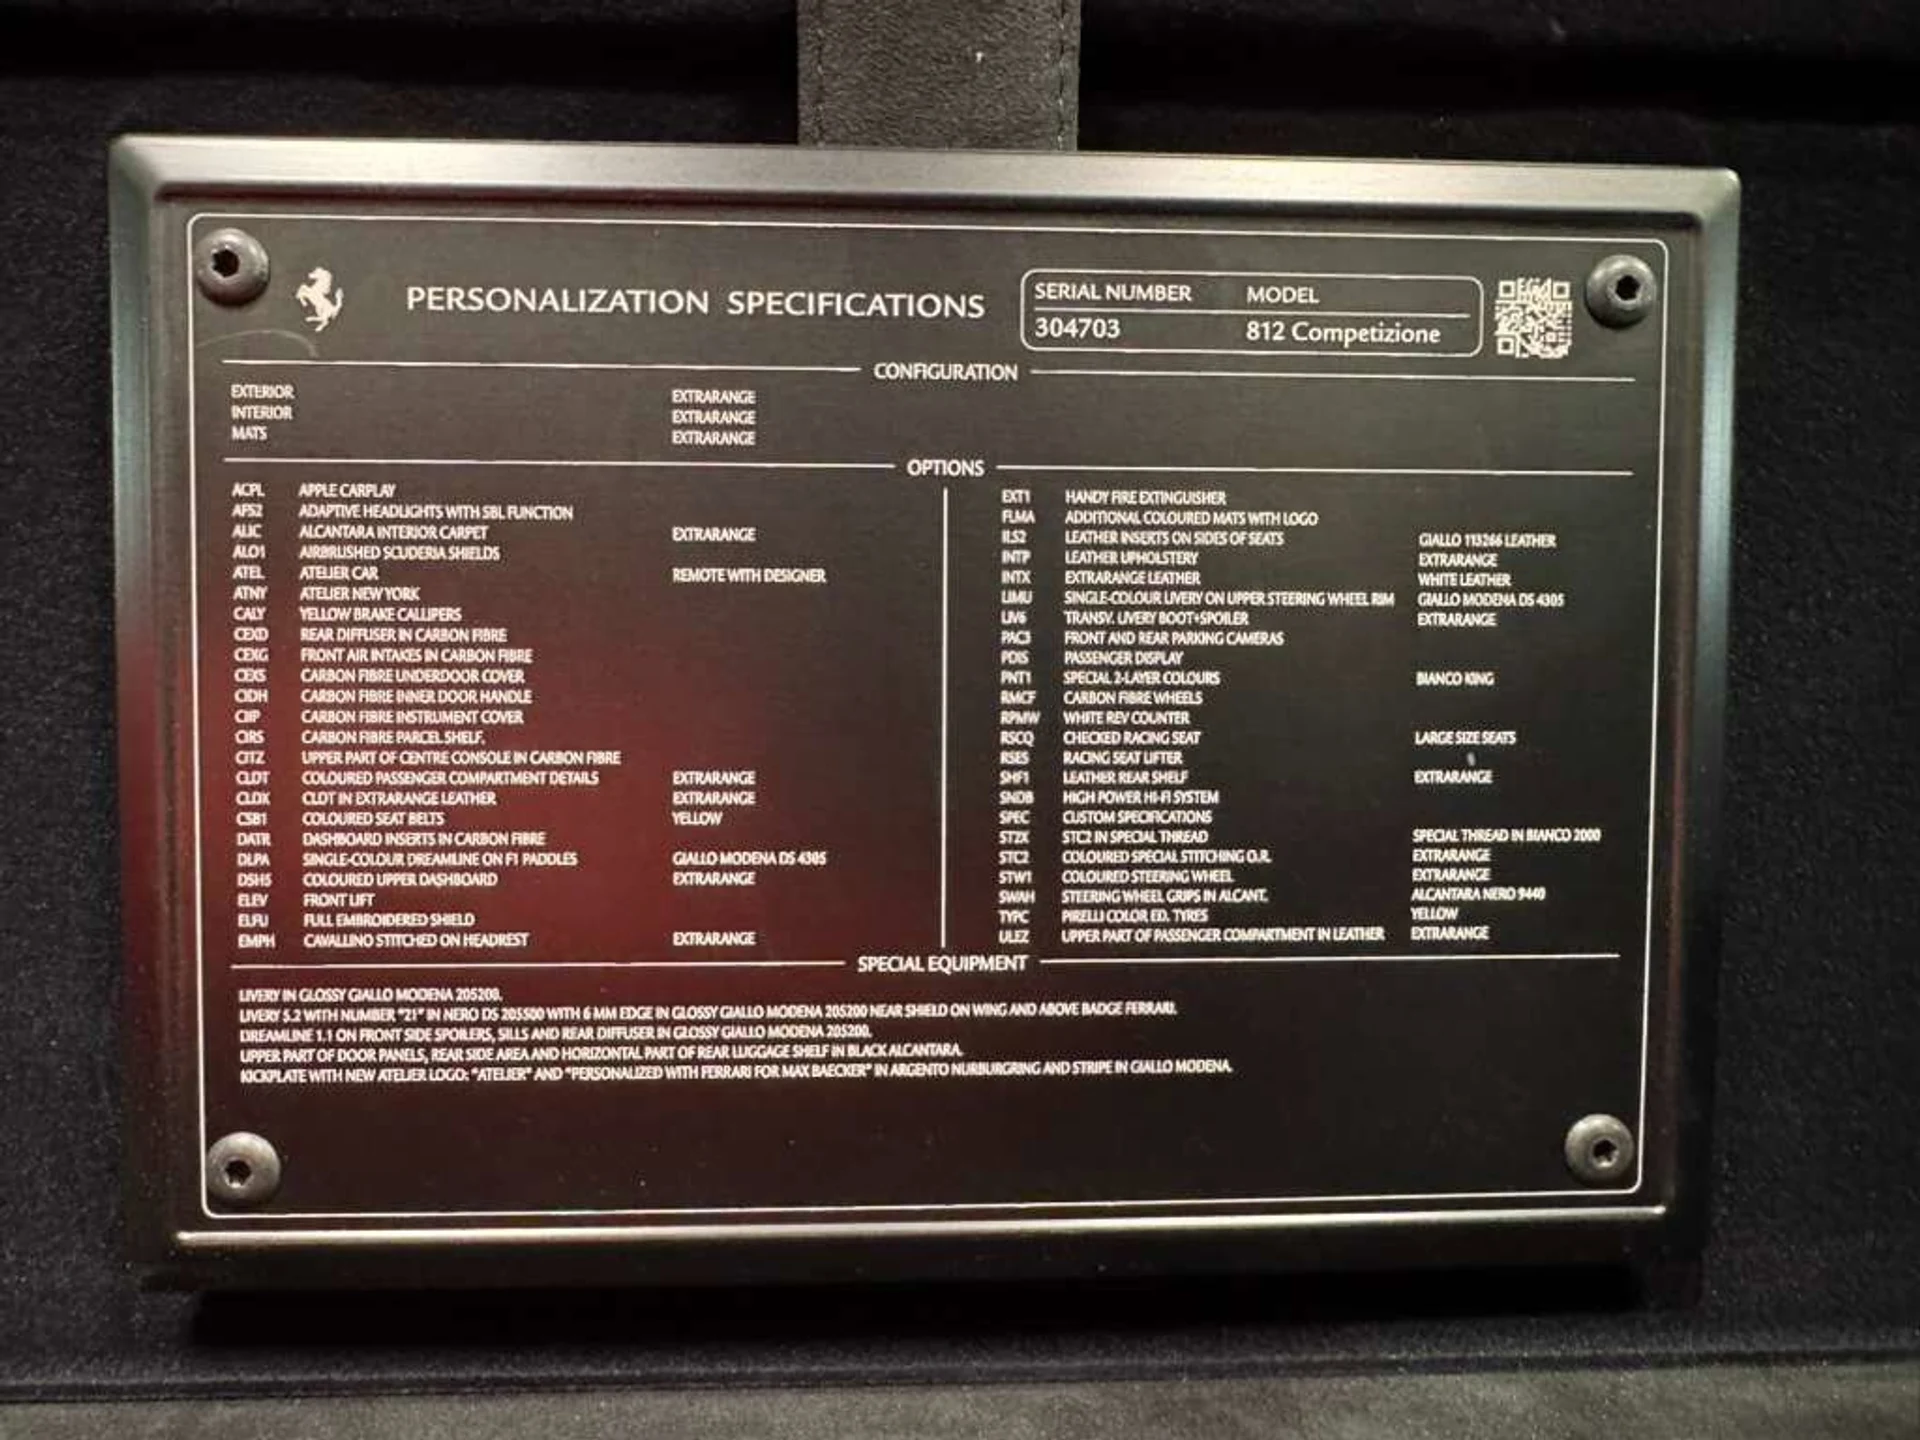 PERSONALIZATION SPECIFICATIONS
SERIAL NUMBER MODEL
304703 812 Competizione
CONFIGURATION
EXTERIOR EXTRARANGE
INTERIOR EXTRARANGE
MATS EXTRARANGE
OPTIONS
ACPL APPLE CARPLAY
AFS2 ADAPTIVE HEADLIGHTS WITH SBL FUNCTION
ALIC ALCANTARA INTERIOR CARPET EXTRARANGE
ALO1 AIRBRUSHED SCUDERIA SHIELDS
ATEL ATELIER CAR REMOTE WITH DESIGNER
ATNY ATELIER NEW YORK
CALY YELLOW BRAKE CALLIPERS
CEXD REAR DIFFUSER IN CARBON FIBRE
CEXG FRONT AIR INTAKES IN CARBON FIBRE
CEXS CARBON FIBRE UNDERDOOR COVER
CIDH CARBON FIBRE INNER DOOR HANDLE
CIIP CARBON FIBRE INSTRUMENT COVER
CIRS CARBON FIBRE PARCEL SHELF.
CITZ UPPER PART OF CENTRE CONSOLE IN CARBON FIBRE
CLDT COLOURED PASSENGER COMPARTMENT DETAILS EXTRARANGE
CLDX CLDT IN EXTRARANGE LEATHER EXTRARANGE
CSB1 COLOURED SEAT BELTS YELLOW
DATR DASHBOARD INSERTS IN CARBON FIBRE
DLPA SINGLE-COLOUR DREAMLINE ON F1 PADDLES GIALLO MODENA DS 4305
DSH5 COLOURED UPPER DASHBOARD EXTRARANGE
ELEV FRONT LIFT
ELFU FULL EMBROIDERED SHIELD
EMPH CAVALLINO STITCHED ON HEADREST EXTRARANGE
EXT1 HANDY FIRE EXTINGUISHER
FLMA ADDITIONAL COLOURED MATS WITH LOGO
ILS2 LEATHER INSERTS ON SIDES OF SEATS GIALLO 113266 LEATHER
INTP LEATHER UPHOLSTERY EXTRARANGE
INTX EXTRARANGE LEATHER WHITE LEATHER
LIMU SINGLE-COLOUR LIVERY ON UPPER STEERING WHEEL RIM GIALLO MODENA DS 4305
LIV6 TRANSV. LIVERY BOOT+SPOILER EXTRARANGE
PAC3 FRONT AND REAR PARKING CAMERAS
PDIS PASSENGER DISPLAY
PNT1 SPECIAL 2-LAYER COLOURS BIANCO KING
RMCF CARBON FIBRE WHEELS
RPMW WHITE REV COUNTER
RSCQ CHECKED RACING SEAT LARGE SIZE SEATS
RSES RACING SEAT LIFTER
SHF1 LEATHER REAR SHELF EXTRARANGE
SNDB HIGH POWER HI-FI SYSTEM
SPEC CUSTOM SPECIFICATIONS
ST2X STC2 IN SPECIAL THREAD SPECIAL THREAD IN BIANCO 2000
STC2 COLOURED SPECIAL STITCHING O.R. EXTRARANGE
STW1 COLOURED STEERING WHEEL EXTRARANGE
SWAH STEERING WHEEL GRIPS IN ALCANT. ALCANTARA NERO 9440
TYPC PIRELLI COLOR ED. TYRES YELLOW
ULEZ UPPER PART OF PASSENGER COMPARTMENT IN LEATHER EXTRARANGE
SPECIAL EQUIPMENT
LIVERY IN GLOSSY GIALLO MODENA 205200.
LIVERY 5.2 WITH NUMBER "21" IN NERO DS 205500 WITH 6 MM EDGE IN GLOSSY GIALLO MODENA 205200 NEAR SHIELD ON WING AND ABOVE BADGE FERRARI.
DREAMLINE 1.1 ON FRONT SIDE SPOILERS, SILLS AND REAR DIFFUSER IN GLOSSY GIALLO MODENA 205200.
UPPER PART OF DOOR PANELS, REAR SIDE AREA AND HORIZONTAL PART OF REAR LUGGAGE SHELF IN BLACK ALCANTARA.
KICKPLATE WITH NEW ATELIER LOGO: "ATELIER" AND "PERSONALIZED WITH FERRARI FOR MAX BAECKER" IN ARGENTO NURBURGRING AND STRIPE IN GIALLO MODENA.